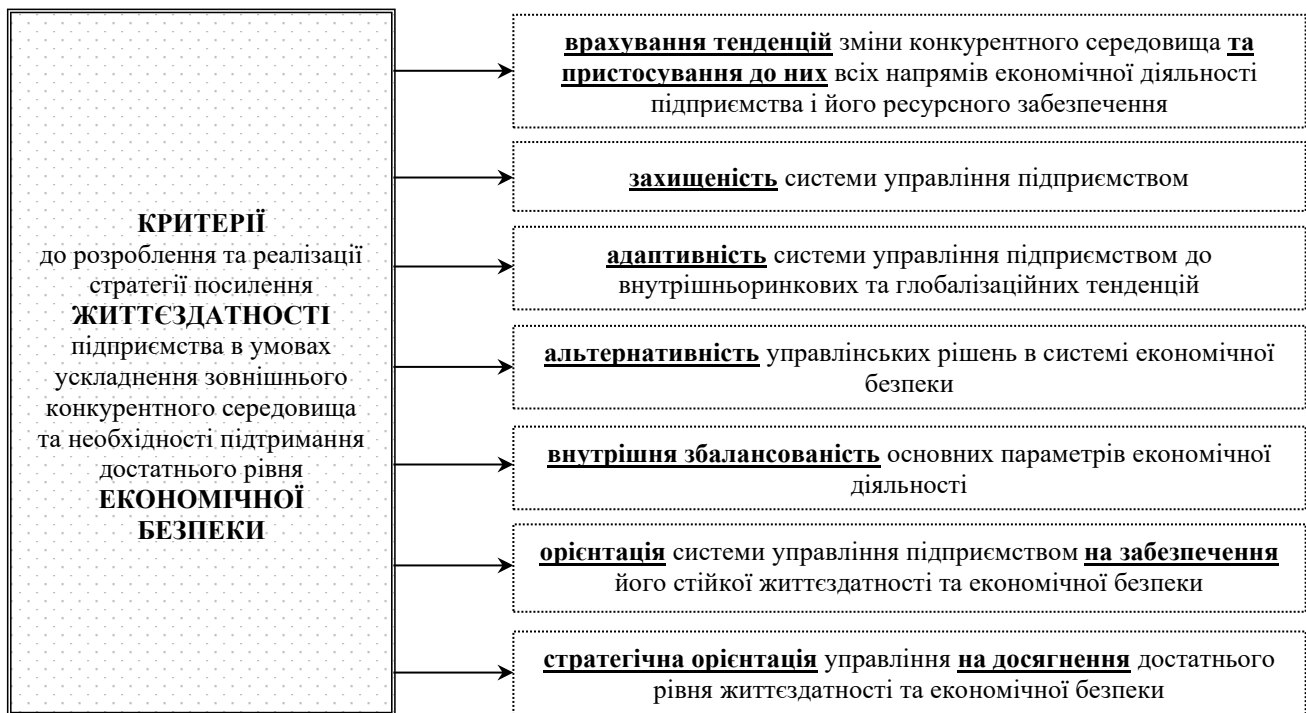 КРИТЕРІЇ
до розроблення та реалізації
стратегії посилення
ЖИТТЄЗДАТНОСТІ
підприємства в умовах
ускладнення зовнішнього
конкурентного середовища
та необхідності підтримання
достатнього рівня
ЕКОНОМІЧНОЇ
БЕЗПЕКИ
врахування тенденцій зміни конкурентного середовища та
пристосування до них всіх напрямів економічної діяльності
підприємства і його ресурсного забезпечення
захищеність системи управління підприємством
адаптивність системи управління підприємством до
внутрішньоринкових та глобалізаційних тенденцій
альтернативність управлінських рішень в системі економічної
безпеки
внутрішня збалансованість основних параметрів економічної
діяльності
орієнтація системи управління підприємством на забезпечення
його стійкої життєздатності та економічної безпеки
стратегічна орієнтація управління на досягнення достатнього
рівня життєздатності та економічної безпеки